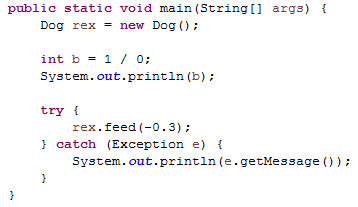 public static void main(String[] args) {
    Dog rex = new Dog();

    int b = 1 / 0;
    System.out.println(b);

    try {
        rex.feed(-0.3);
    } catch (Exception e) {
        System.out.println(e.getMessage());
    }
}